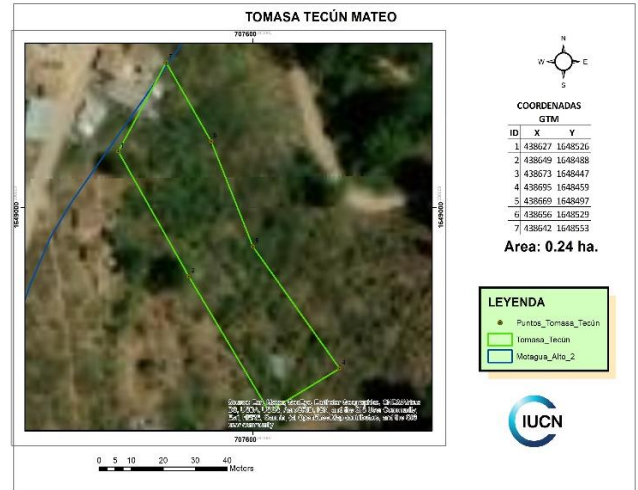 TOMASA TECÚN MATEO
707600
N
W E
S
COORDENADAS
GTM
ID X Y
1 438627 1648526
2 438649 1648488
3 438673 1648447
4 438695 1648459
5 438669 1648497
6 438656 1648529
7 438642 1648553
Area: 0.24 ha.
1649000
1649000
LEYENDA
Puntos_Tomasa_Tecún
Tomasa_Tecún
Motagua_Alto_2
IUCN
707600
0 5 10 20 30 40
Meters